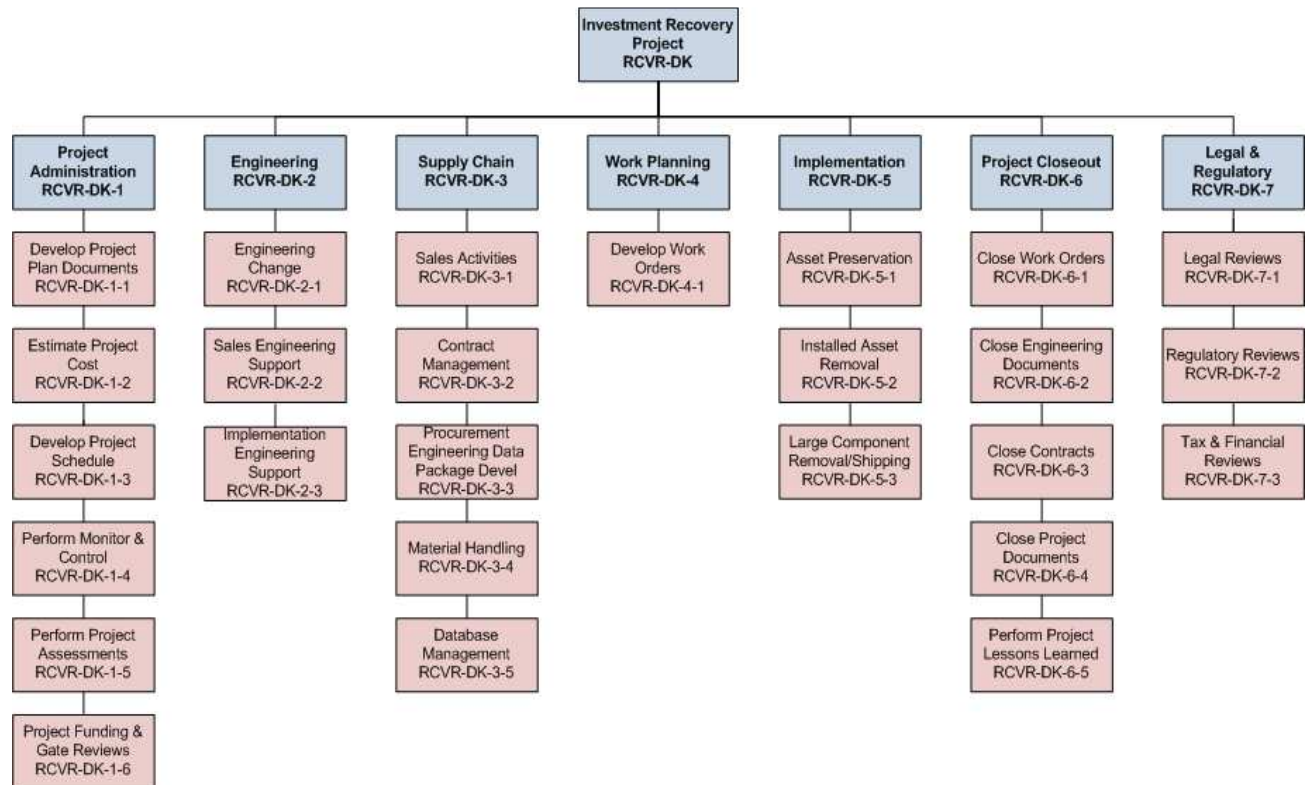 Investment Recovery
Project
RCVR-DK
Project
Administration
RCVR-DK-1
Engineering
RCVR-DK-2
Supply Chain
RCVR-DK-3
Work Planning
RCVR-DK-4
Implementation
RCVR-DK-5
Project Closeout
RCVR-DK-6
Legal &
Regulatory
RCVR-DK-7
Develop Project
Plan Documents
RCVR-DK-1-1
Estimate Project
Cost
RCVR-DK-1-2
Develop Project
Schedule
RCVR-DK-1-3
Perform Monitor &
Control
RCVR-DK-1-4
Perform Project
Assessments
RCVR-DK-1-5
Project Funding &
Gate Reviews
RCVR-DK-1-6
Engineering
Change
RCVR-DK-2-1
Sales Engineering
Support
RCVR-DK-2-2
Implementation
Engineering
Support
RCVR-DK-2-3
Sales Activities
RCVR-DK-3-1
Contract
Management
RCVR-DK-3-2
Procurement
Engineering Data
Package Devel
RCVR-DK-3-3
Material Handling
RCVR-DK-3-4
Database
Management
RCVR-DK-3-5
Develop Work
Orders
RCVR-DK-4-1
Asset Preservation
RCVR-DK-5-1
Installed Asset
Removal
RCVR-DK-5-2
Large Component
Removal/Shipping
RCVR-DK-5-3
Close Work Orders
RCVR-DK-6-1
Close Engineering
Documents
RCVR-DK-6-2
Close Contracts
RCVR-DK-6-3
Close Project
Documents
RCVR-DK-6-4
Perform Project
Lessons Learned
RCVR-DK-6-5
Legal Reviews
RCVR-DK-7-1
Regulatory Reviews
RCVR-DK-7-2
Tax & Financial
Reviews
RCVR-DK-7-3